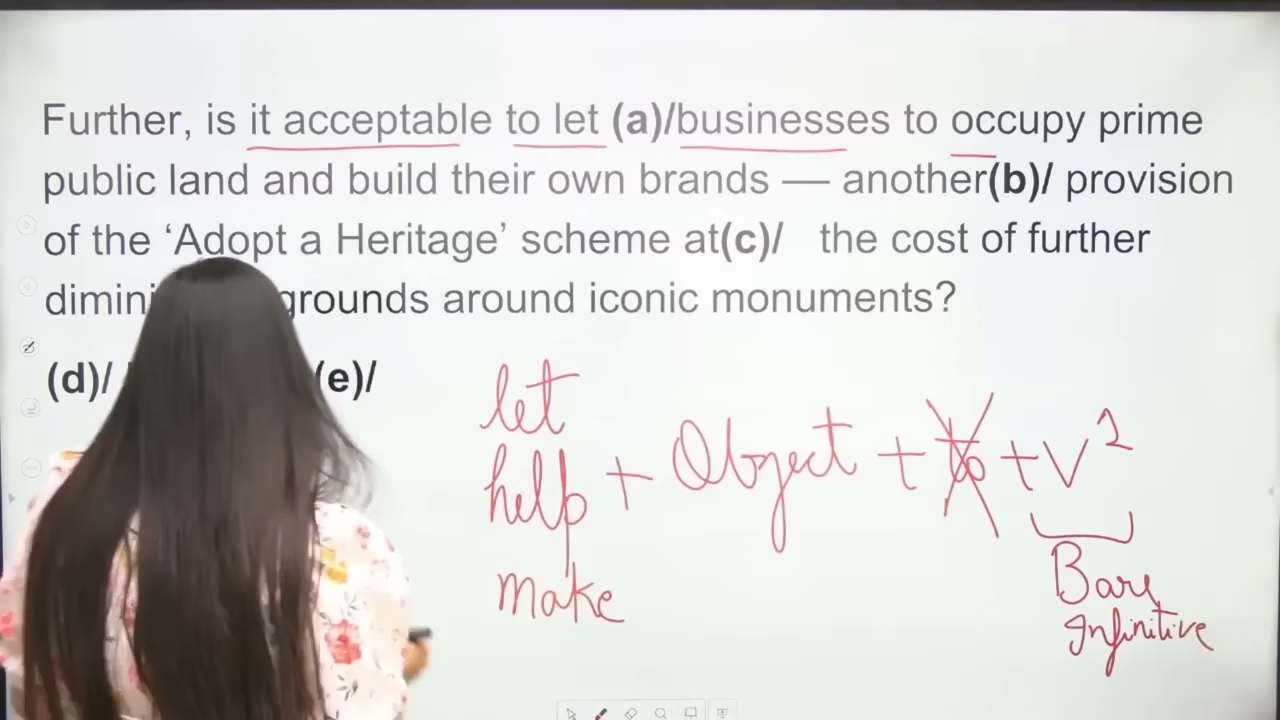 Further, is it acceptable to let (a)/businesses to occupy prime
public land and build their own brands — another(b)/ provision
of the ‘Adopt a Heritage’ scheme at(c)/ the cost of further
grounds around iconic monuments?
(d)/ (e)/
let
help + Object + to + V1
make
Bare
Infinitive